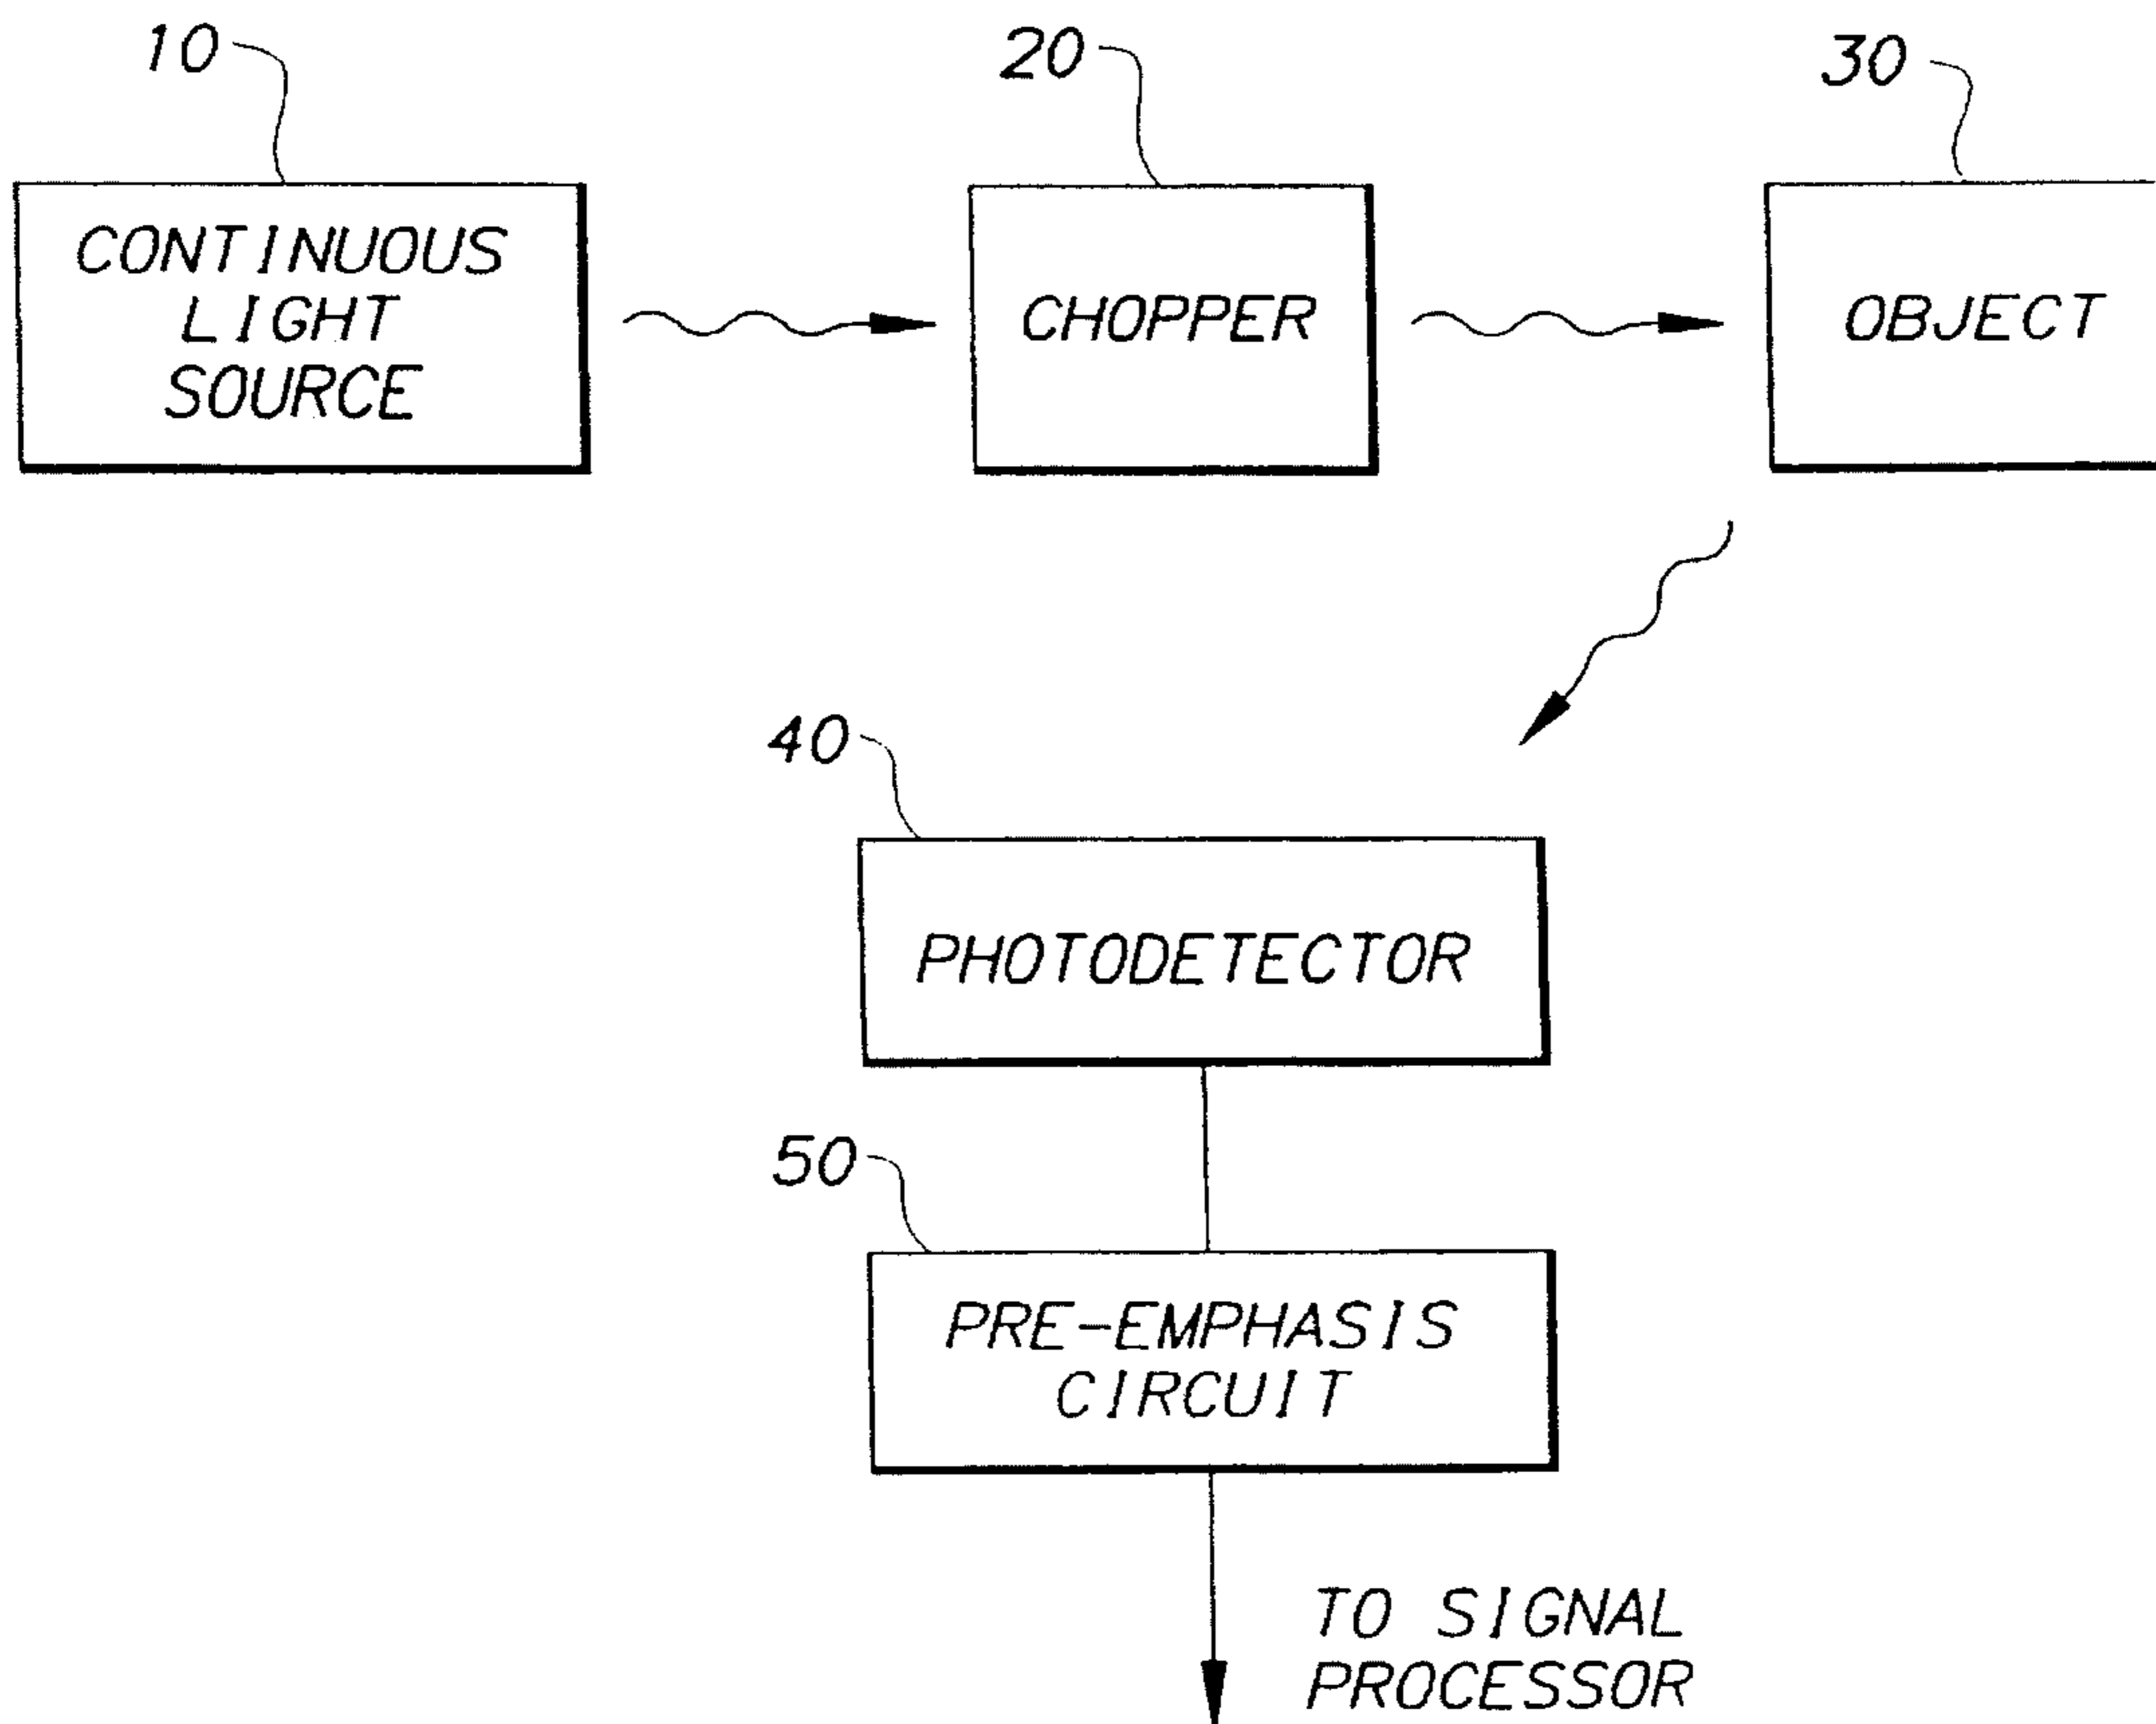 10
20
30
CONTINUOUS
LIGHT
SOURCE
CHOPPER
OBJECT
40
PHOTODETECTOR
50
PRE-EMPHASIS
CIRCUIT
TO SIGNAL
PROCESSOR